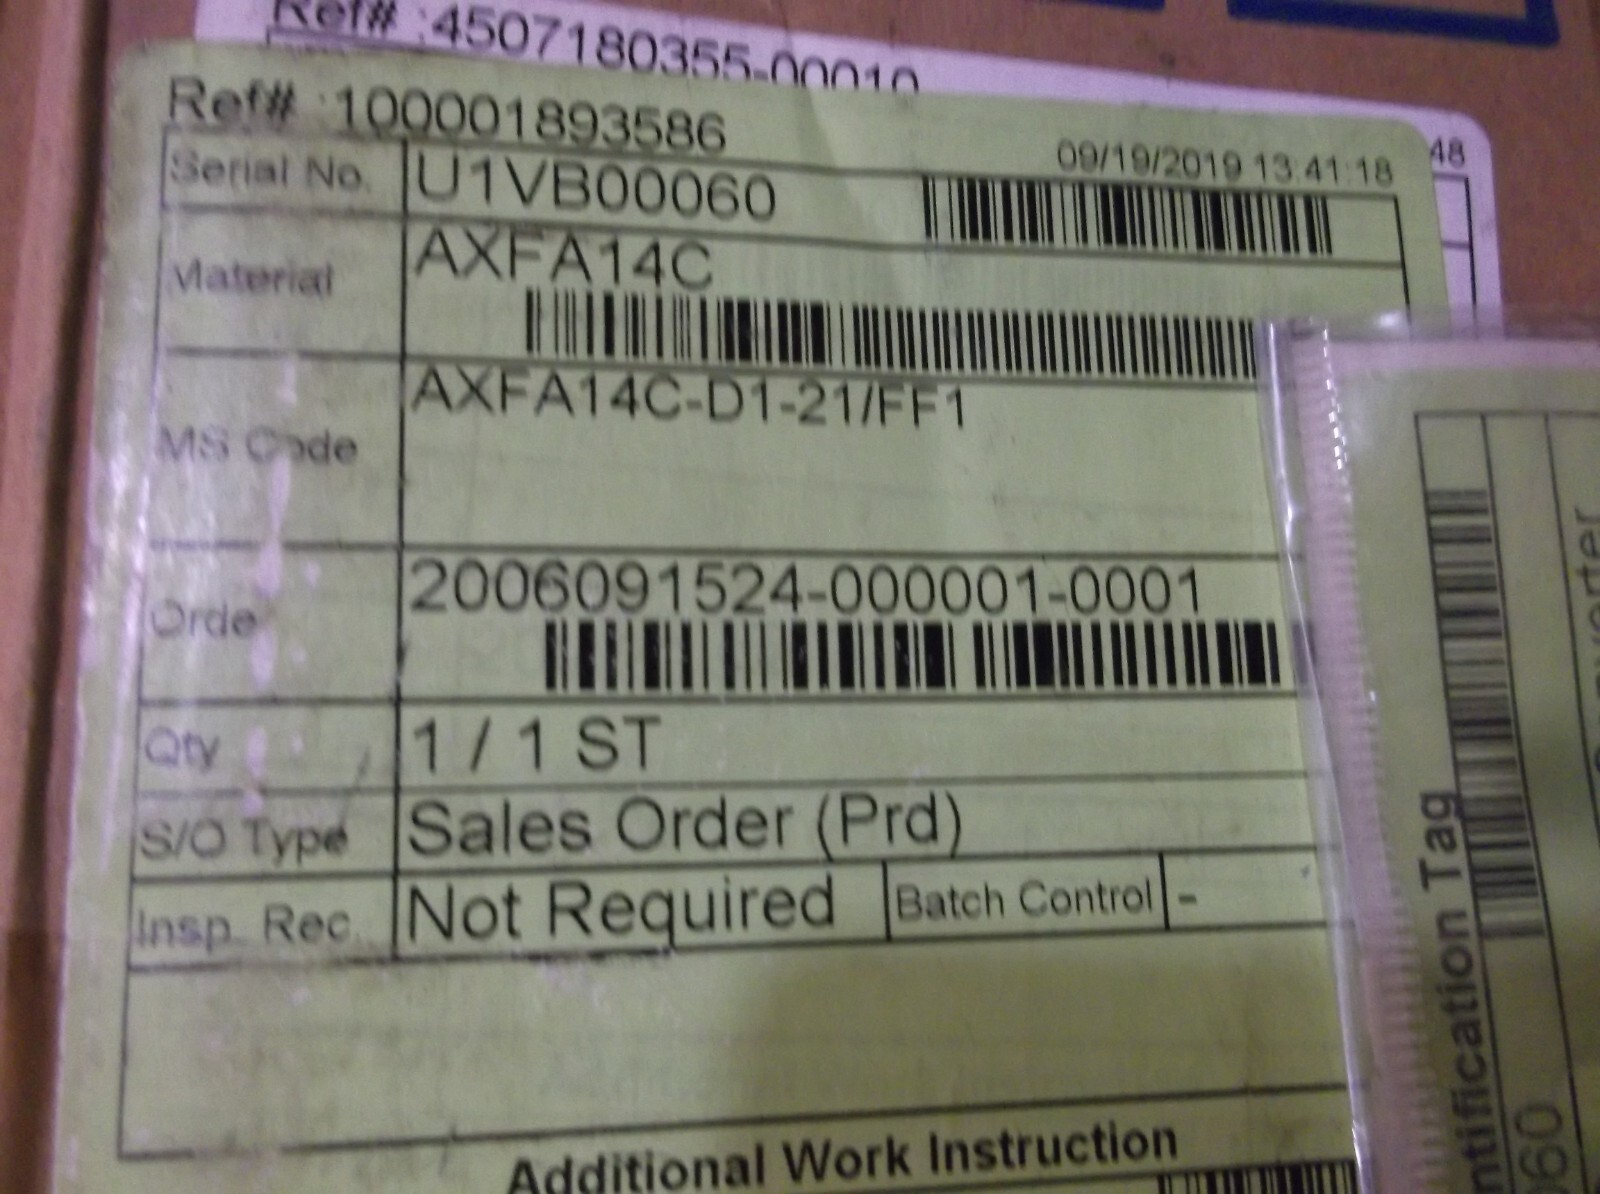 Ref# :4507180355-00010
48
Ref# :100001893586
09/19/2019 13:41:18
Serial No. U1VB00060
Material AXFA14C
MS Code AXFA14C-D1-21/FF1
Orde 2006091524-000001-0001
Qty 1 / 1 ST
S/O Type Sales Order (Prd)
Insp. Rec. Not Required Batch Control -
Additional Work Instruction
ntification Tag
60
verter